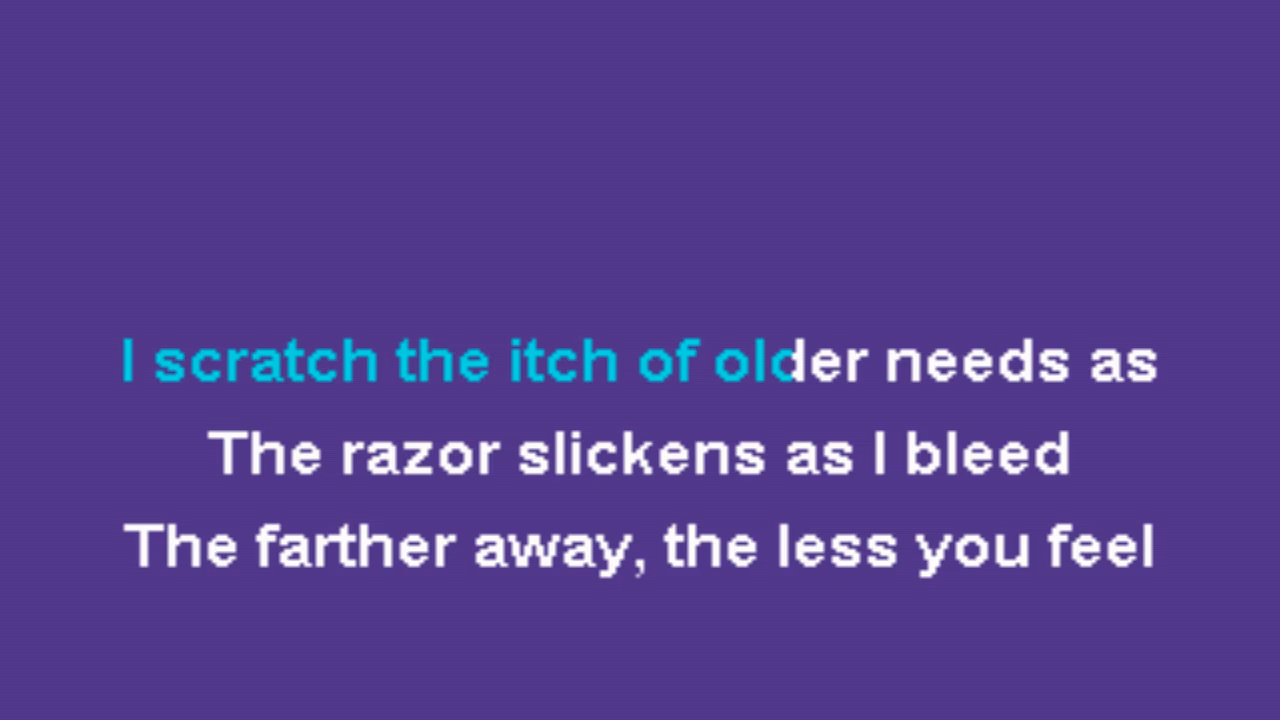 I scratch the itch of older needs as
The razor slickens as I bleed
The farther away, the less you feel